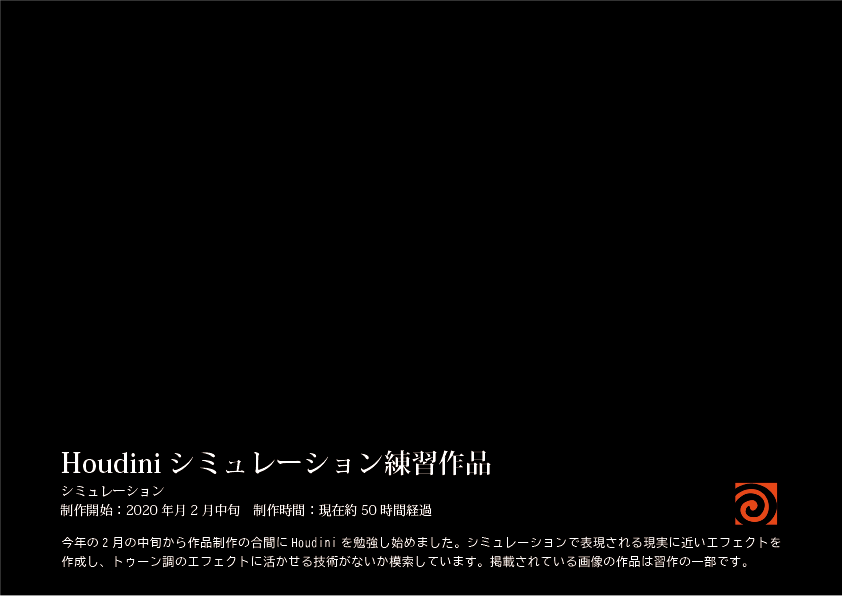 Houdini シミュレーション練習作品
シミュレーション
制作開始：2020 年月 2 月中旬　制作時間：現在約 50 時間経過
今年の 2 月の中旬から作品制作の合間に Houdini を勉強し始めました。シミュレーションで表現される現実に近いエフェクトを
作成し、トゥーン調のエフェクトに活かせる技術がないか模索しています。掲載されている画像の作品は習作の一部です。